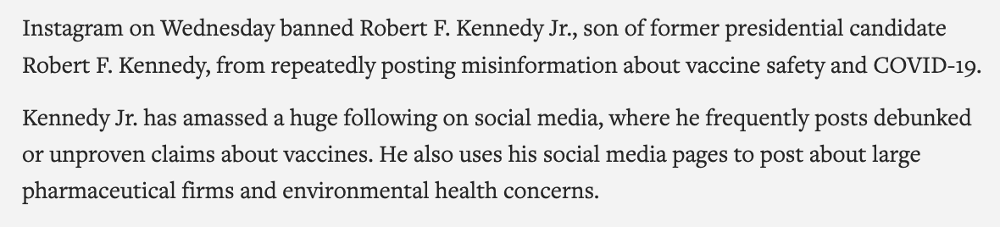 Instagram on Wednesday banned Robert F. Kennedy Jr., son of former presidential candidate
Robert F. Kennedy, from repeatedly posting misinformation about vaccine safety and COVID-19.
Kennedy Jr. has amassed a huge following on social media, where he frequently posts debunked
or unproven claims about vaccines. He also uses his social media pages to post about large
pharmaceutical firms and environmental health concerns.